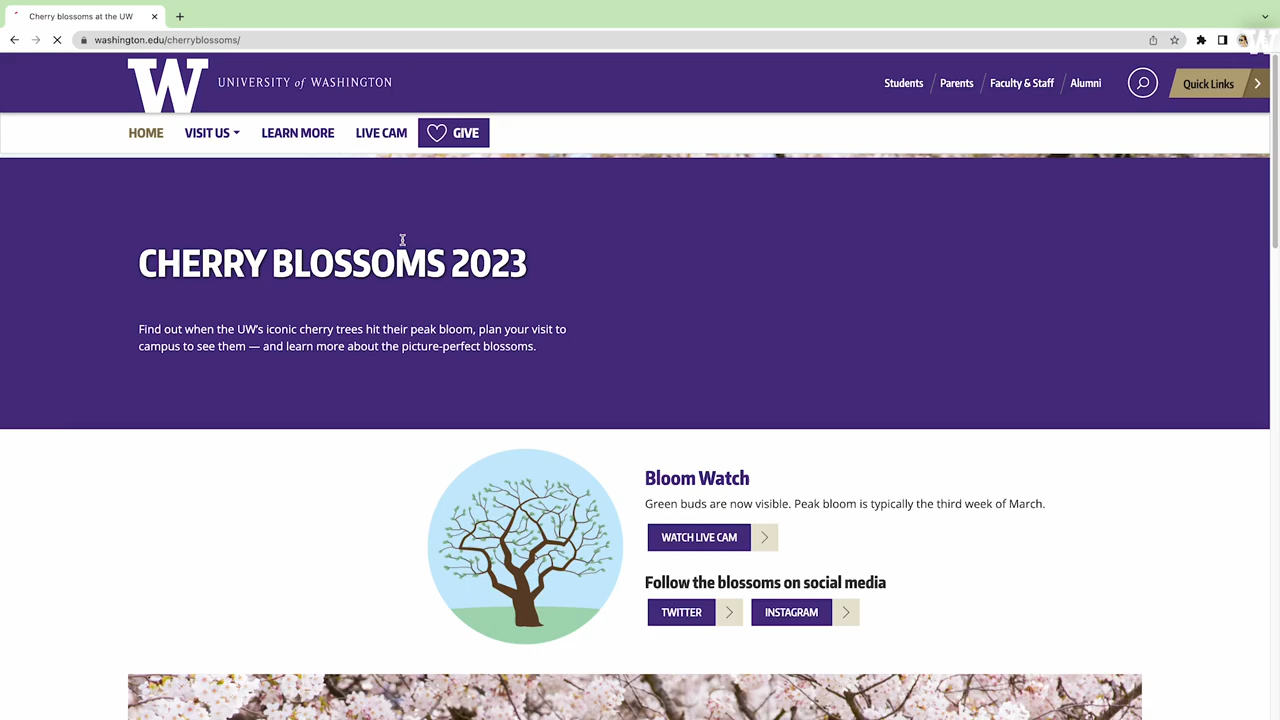 Cherry blossoms at the UW
washington.edu/cherryblossoms/
W UNIVERSITY of WASHINGTON
Students Parents Faculty & Staff Alumni Quick Links
HOME VISIT US LEARN MORE LIVE CAM GIVE
CHERRY BLOSSOMS 2023
Find out when the UW's iconic cherry trees hit their peak bloom, plan your visit to
campus to see them — and learn more about the picture-perfect blossoms.
Bloom Watch
Green buds are now visible. Peak bloom is typically the third week of March.
WATCH LIVE CAM
Follow the blossoms on social media
TWITTER INSTAGRAM